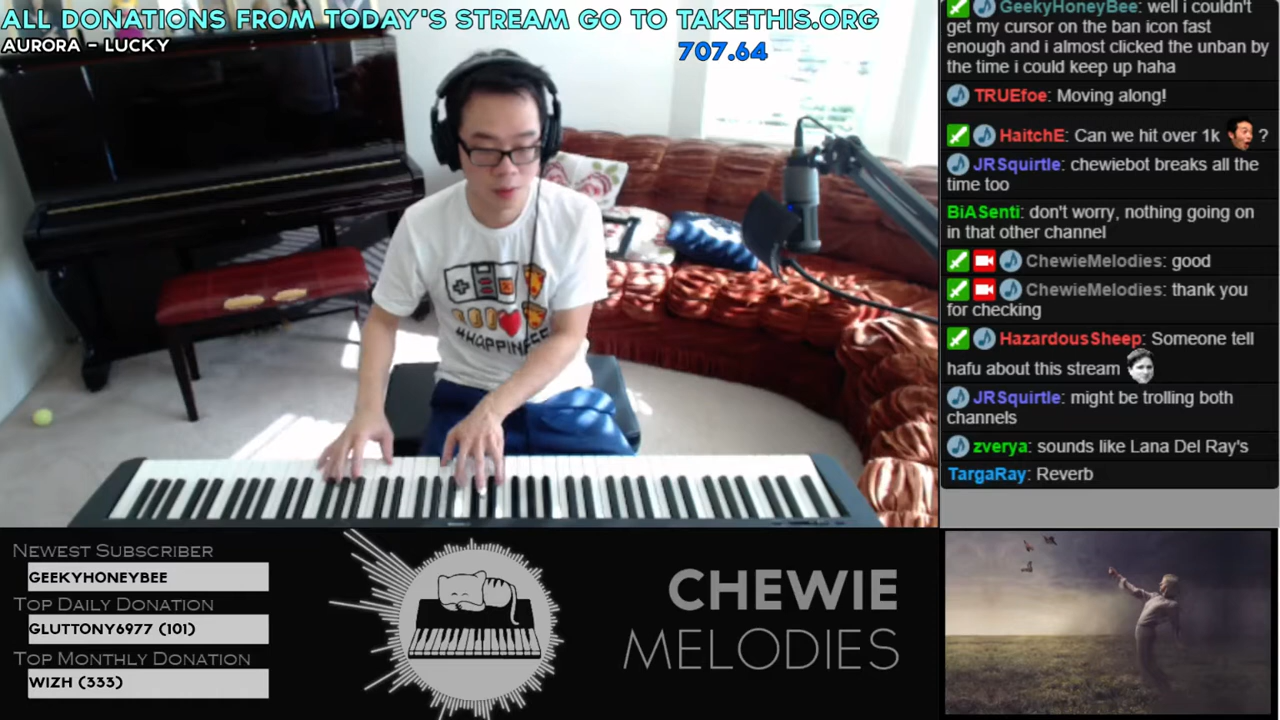 ALL DONATIONS FROM TODAY'S STREAM GO TO TAKETHIS.ORG
AURORA - LUCKY
707.64
#HAPPINESS
GeekyHoneyBee: well i couldn't
get my cursor on the ban icon fast
enough and i almost clicked the unban by
the time i could keep up haha
TRUEfoe: Moving along!
HaitchE: Can we hit over 1k ?
JRSquirtle: chewiebot breaks all the
time too
BiASenti: don't worry, nothing going on
in that other channel
ChewieMelodies: good
ChewieMelodies: thank you
for checking
HazardousSheep: Someone tell
hafu about this stream
JRSquirtle: might be trolling both
channels
zverya: sounds like Lana Del Ray's
TargaRay: Reverb
NEWEST SUBSCRIBER
GEEKYHONEYBEE
TOP DAILY DONATION
GLUTTONY6977 (101)
TOP MONTHLY DONATION
WIZH (333)
CHEWIE
MELODIES